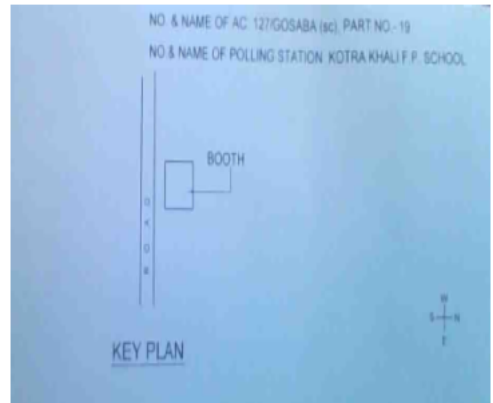 NO. & NAME OF AC. 127/GOSABA (sc), PART NO.- 19
NO & NAME OF POLLING STATION KOTRA KHALI F.P. SCHOOL
BOOTH
ROAD
W
S N
E
KEY PLAN